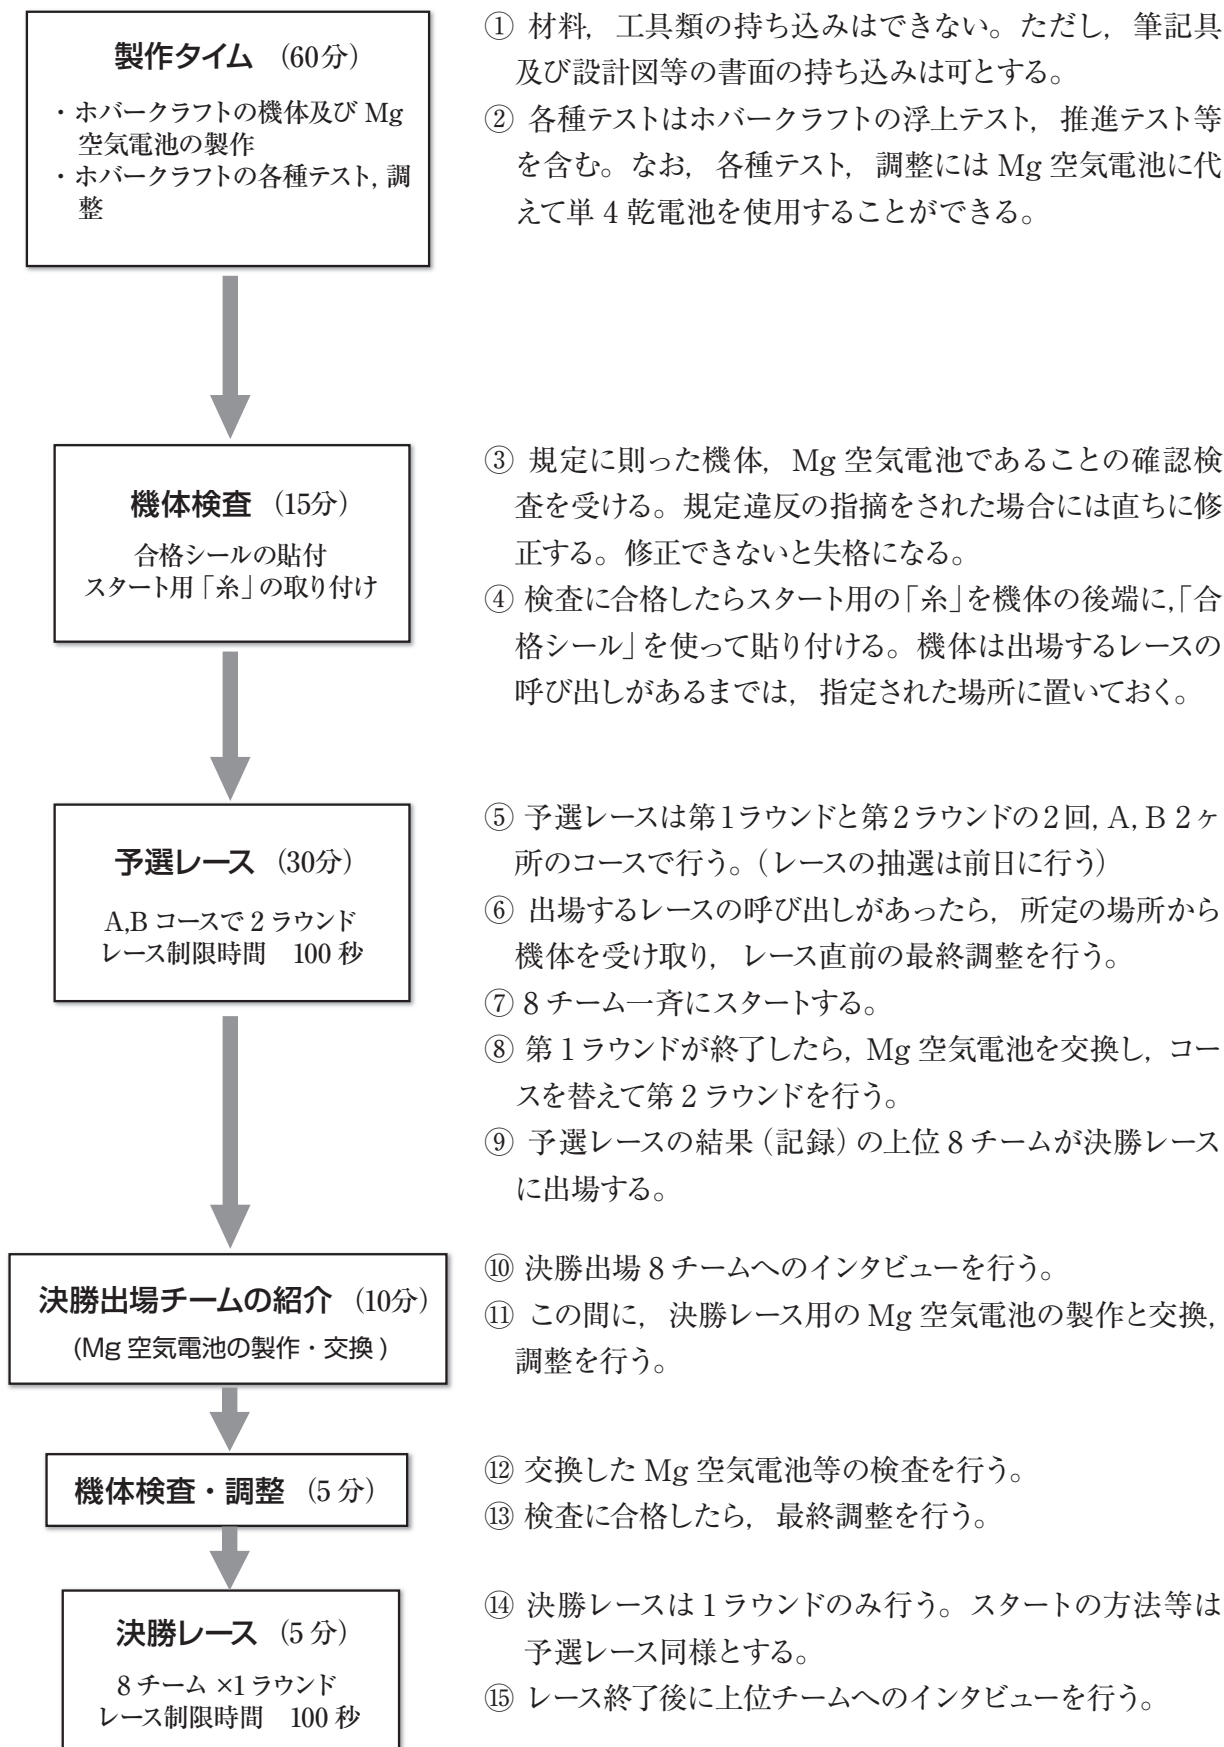 製作タイム (60分)
・ホバークラフトの機体及び Mg
空気電池の製作
・ホバークラフトの各種テスト, 調
整
① 材料, 工具類の持ち込みはできない。ただし, 筆記具
及び設計図等の書面の持ち込みは可とする。
② 各種テストはホバークラフトの浮上テスト, 推進テスト等
を含む。なお, 各種テスト, 調整には Mg 空気電池に代
えて単 4 乾電池を使用することができる。
機体検査 (15分)
合格シールの貼付
スタート用「糸」の取り付け
③ 規定に則った機体, Mg 空気電池であることの確認検
査を受ける。規定違反の指摘をされた場合には直ちに修
正する。修正できないと失格になる。
④ 検査に合格したらスタート用の「糸」を機体の後端に,「合
格シール」を使って貼り付ける。機体は出場するレースの
呼び出しがあるまでは, 指定された場所に置いておく。
予選レース (30分)
A,B コースで 2 ラウンド
レース制限時間 100 秒
⑤ 予選レースは第1ラウンドと第2ラウンドの2回, A, B 2ヶ
所のコースで行う。(レースの抽選は前日に行う)
⑥ 出場するレースの呼び出しがあったら, 所定の場所から
機体を受け取り, レース直前の最終調整を行う。
⑦ 8 チーム一斉にスタートする。
⑧ 第1ラウンドが終了したら, Mg 空気電池を交換し, コー
スを替えて第 2 ラウンドを行う。
⑨ 予選レースの結果 (記録) の上位 8 チームが決勝レース
に出場する。
決勝出場チームの紹介 (10分)
(Mg 空気電池の製作・交換 )
⑩ 決勝出場 8 チームへのインタビューを行う。
⑪ この間に, 決勝レース用の Mg 空気電池の製作と交換,
調整を行う。
機体検査・調整 (5 分)
⑫ 交換した Mg 空気電池等の検査を行う。
⑬ 検査に合格したら, 最終調整を行う。
決勝レース (5 分)
8 チーム ×1 ラウンド
レース制限時間 100 秒
⑭ 決勝レースは1ラウンドのみ行う。スタートの方法等は
予選レース同様とする。
⑮ レース終了後に上位チームへのインタビューを行う。